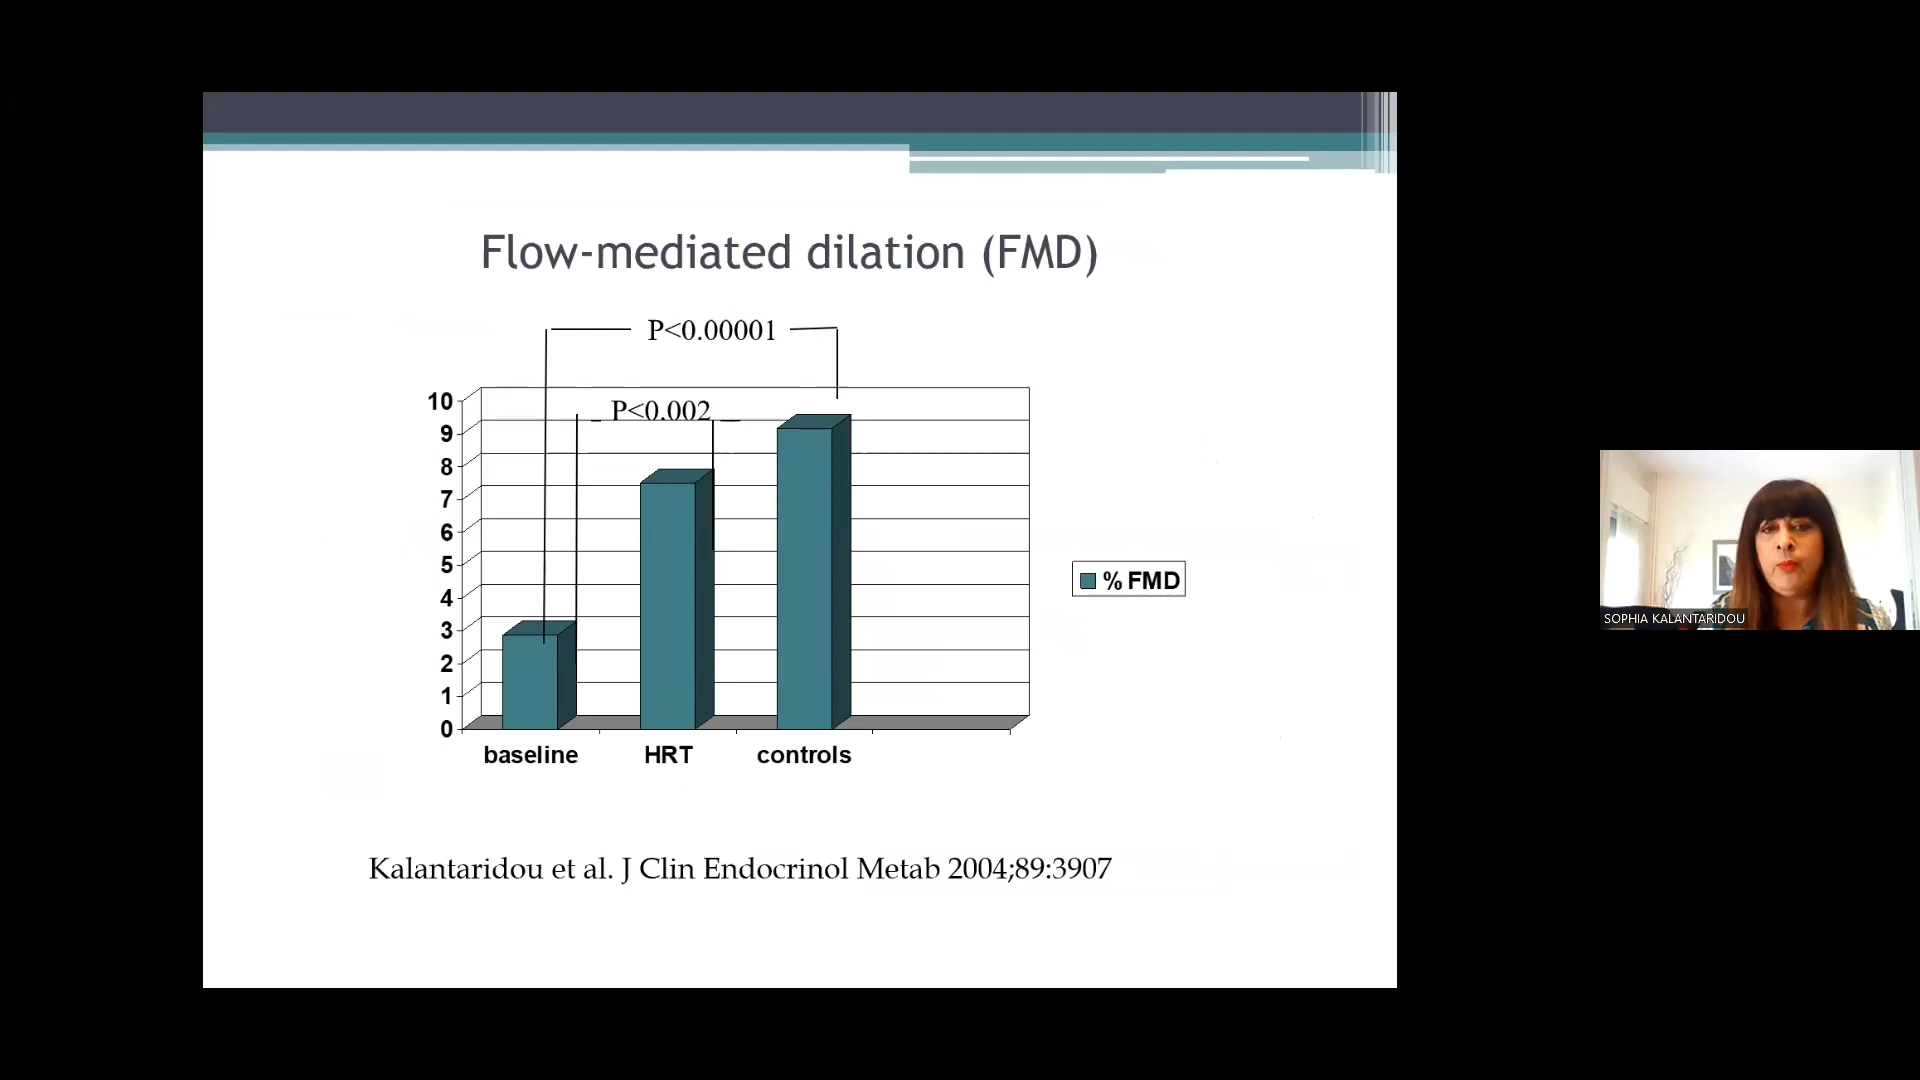 Flow-mediated dilation (FMD)
P<0.00001
P<0.002
10
9
8
7
6
5
4
3
2
1
0
baseline HRT controls
% FMD
SOPHIA KALANTARIDOU
Kalantaridou et al. J Clin Endocrinol Metab 2004;89:3907